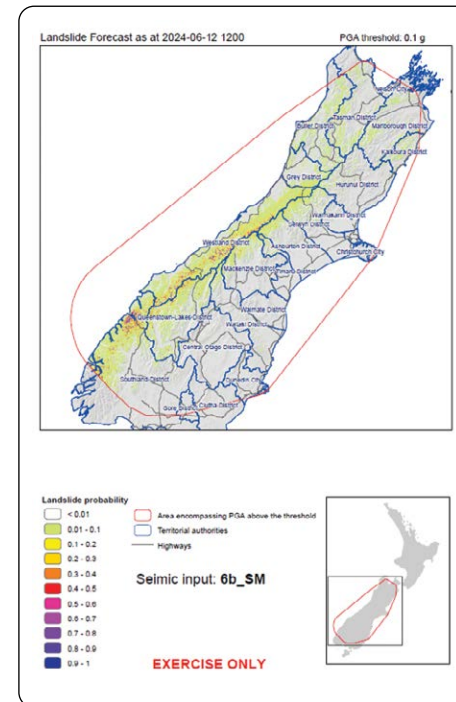 Landslide Forecast as at 2024-06-12 1200
PGA threshold: 0.1 g
Nelson City
Tasman District
Buller District
Marlborough District
Kaikoura District
Grey District
Hurunui District
Waimakariri District
Selwyn District
Westland District
Christchurch City
Ashburton District
Mackenzie District
Timaru District
Queenstown-Lakes District
Waimate District
Waitaki District
Central Otago District
Southland District
Dunedin City
Gore District
Clutha District
Landslide probability
< 0.01
0.01 - 0.1
0.1 - 0.2
0.2 - 0.3
0.3 - 0.4
0.4 - 0.5
0.5 - 0.6
0.6 - 0.7
0.7 - 0.8
0.8 - 0.9
0.9 - 1
Area encompassing PGA above the threshold
Territorial authorities
Highways
Seimic input: 6b_SM
EXERCISE ONLY